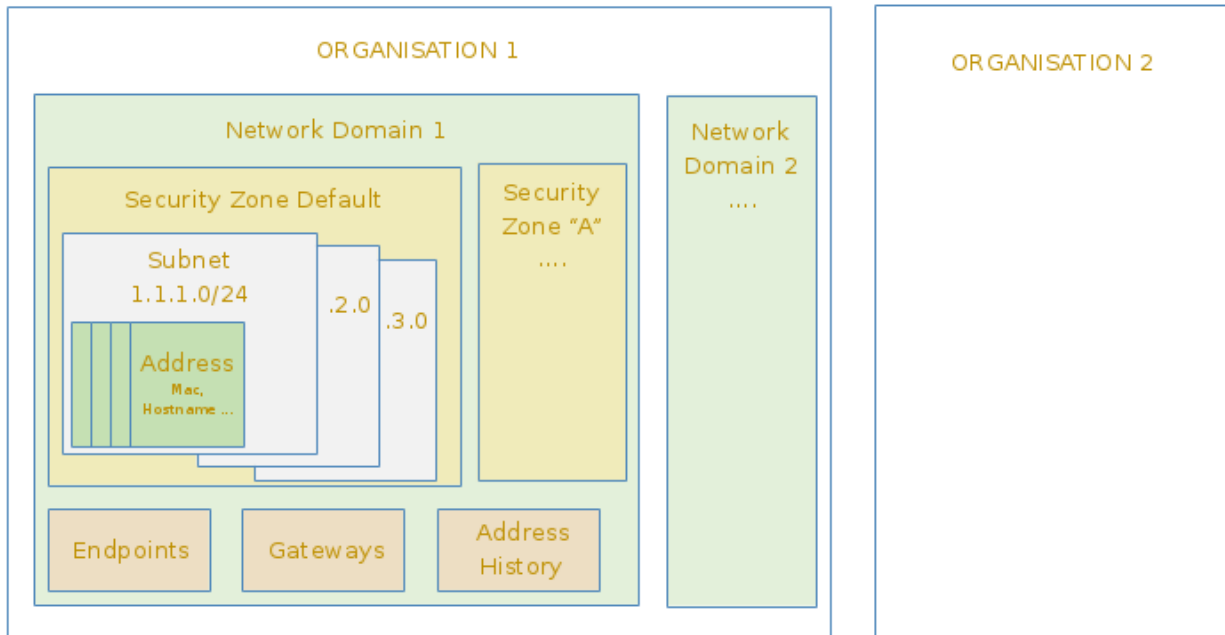 ORGANISATION 1
ORGANISATION 2
Network Domain 1
Network
Domain 2
....
Security Zone Default
Security
Zone “A”
....
Subnet
1.1.1.0/24
.2.0
.3.0
Address
Mac,
Hostname ...
Endpoints
Gateways
Address
History